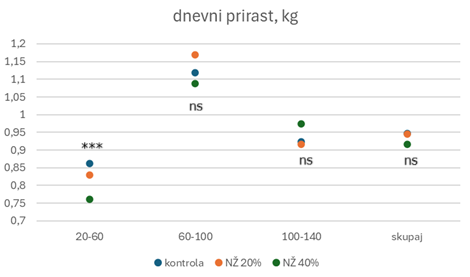 dnevni prirast, kg
1,2
1,15
1,1
1,05
1
0,95
0,9
0,85
0,8
0,75
0,7
***
ns
ns
ns
20-60 60-100 100-140 skupaj
kontrola NŽ 20% NŽ 40%